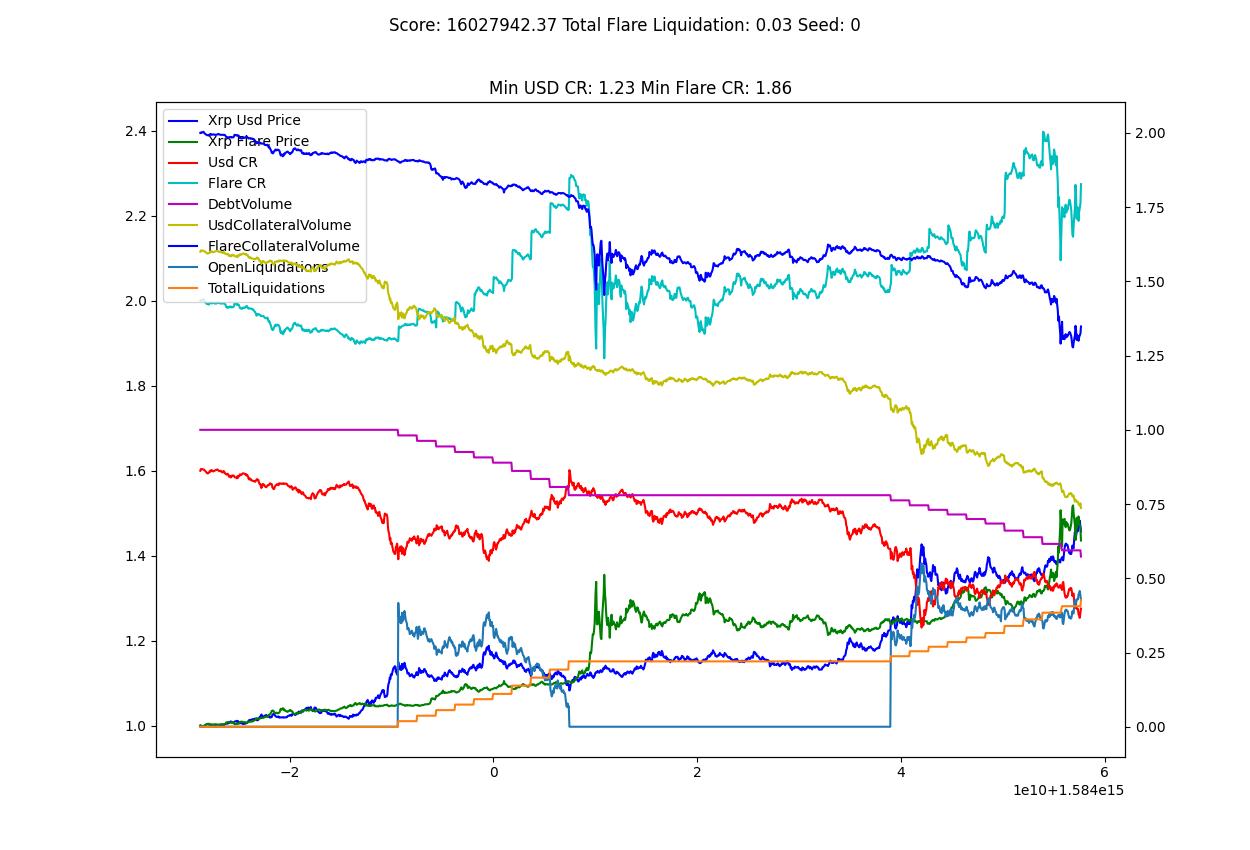 Score: 16027942.37 Total Flare Liquidation: 0.03 Seed: 0
Min USD CR: 1.23 Min Flare CR: 1.86
Xrp Usd Price
Xrp Flare Price
Usd CR
Flare CR
DebtVolume
UsdCollateralVolume
FlareCollateralVolume
OpenLiquidations
TotalLiquidations
2.4
2.2
2.0
1.8
1.6
1.4
1.2
1.0
2.00
1.75
1.50
1.25
1.00
0.75
0.50
0.25
0.00
−2
0
2
4
6
1e10+1.584e15